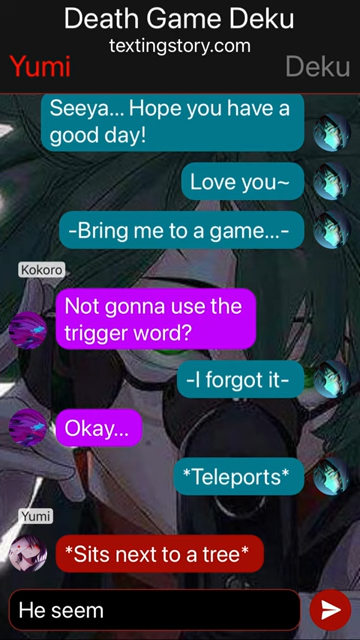 Death Game Deku
textingstory.com
Yumi
Deku
Seeya... Hope you have a
good day!
Love you~
-Bring me to a game...-
Kokoro
Not gonna use the
trigger word?
-I forgot it-
Okay...
*Teleports*
Yumi
*Sits next to a tree*
He seem